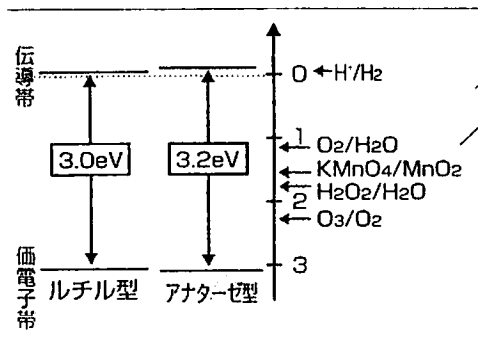 伝導帯
0
H⁺/H2
1
O2/H2O
3.0eV
3.2eV
KMnO4/MnO2
H2O2/H2O
2
O3/O2
価電子帯
3
ルチル型
アナターゼ型